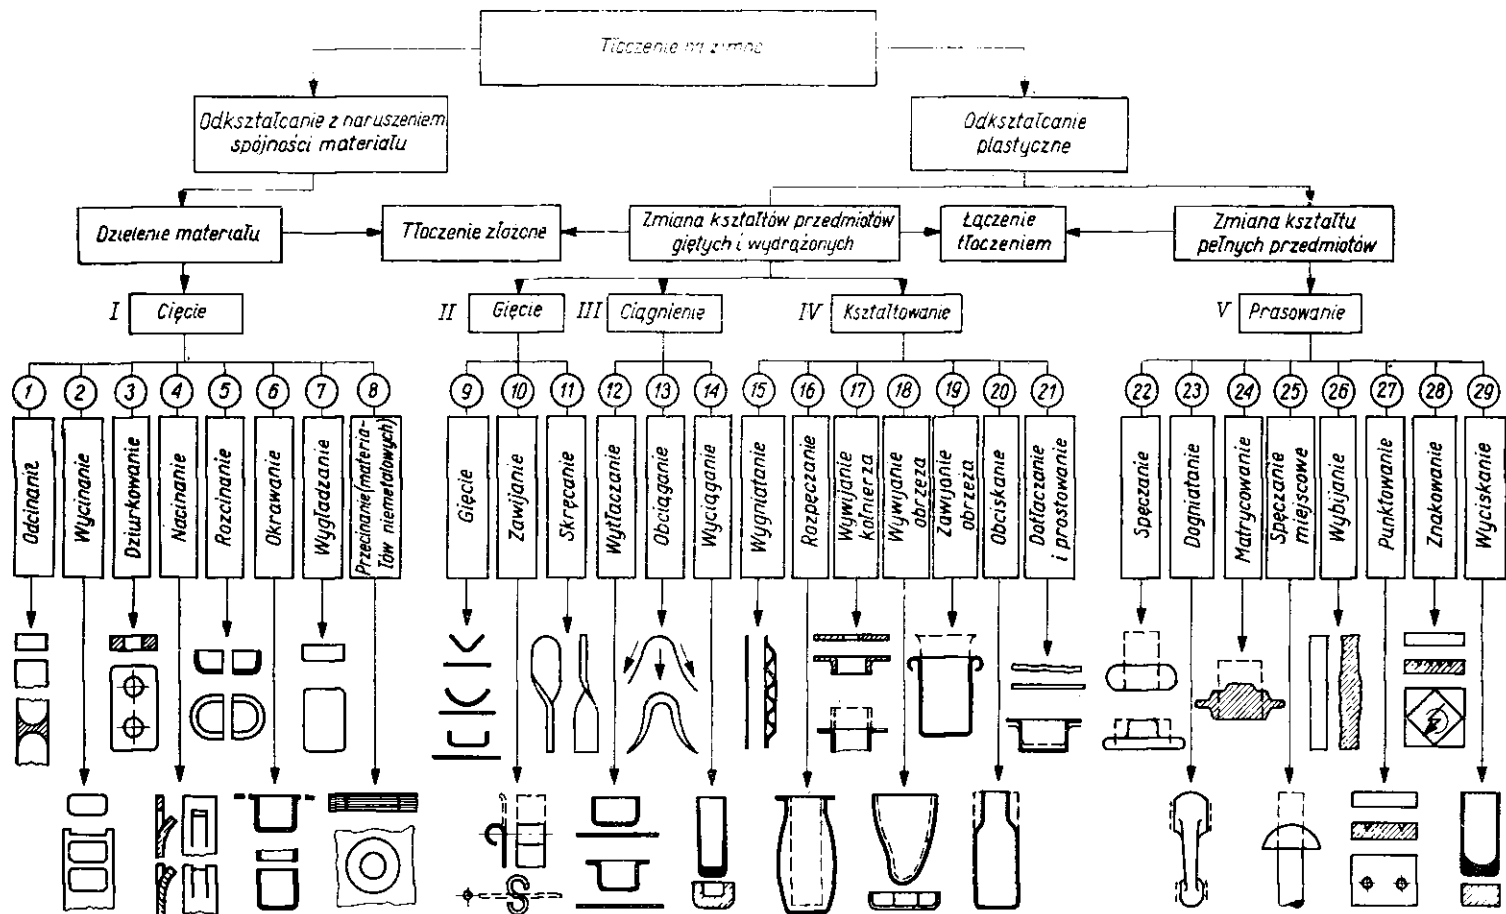 Tłoczenie na zimno
Odkształcanie z naruszeniem
spójności materiału
Odkształcanie
plastyczne
Dzielenie materiału
Tłoczenie złożone
Zmiana kształtów przedmiotów
giętych i wydrążonych
Łączenie
tłoczeniem
Zmiana kształtu
pełnych przedmiotów
I
Cięcie
II
Gięcie
III
Ciągnienie
IV
Kształtowanie
V
Prasowanie
1
2
3
4
5
6
7
8
9
10
11
12
13
14
15
16
17
18
19
20
21
22
23
24
25
26
27
28
29
Odcinanie
Wycinanie
Dziurkowanie
Nacinanie
Rozcinanie
Okrawanie
Wygładzanie
Przecinanie (materia-
łów niemetalowych)
Gięcie
Zawijanie
Skręcanie
Wytłaczanie
Obciąganie
Wyciąganie
Wygniatanie
Rozpęczanie
Wywijanie
kołnierza
Wywijanie
obrzeża
Zawijanie
obrzeża
Obciskanie
Dotłaczanie
i prostowanie
Spęczanie
Dogniatanie
Matrycowanie
Spęczanie
miejscowe
Wybijanie
Punktowanie
Znakowanie
Wyciskanie